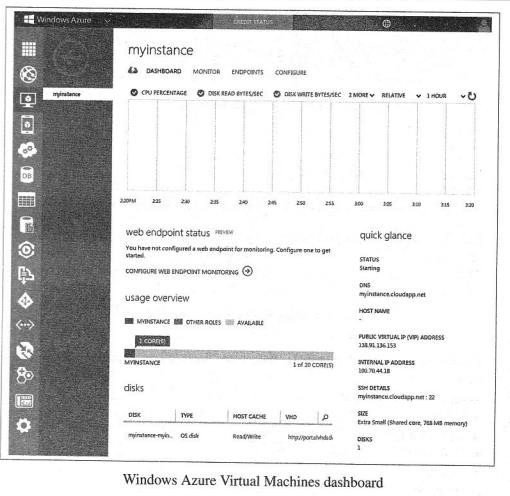 Windows Azure
CREDIT STATUS
myinstance
myinstance
DASHBOARD MONITOR ENDPOINTS CONFIGURE
CPU PERCENTAGE DISK READ BYTES/SEC DISK WRITE BYTES/SEC 2 MORE RELATIVE 1 HOUR
2:20PM 2:25 2:30 2:35 2:40 2:45 2:50 2:55 3:00 3:05 3:10 3:15 3:20
web endpoint status PREVIEW
You have not configured a web endpoint for monitoring. Configure one to get
started.
CONFIGURE WEB ENDPOINT MONITORING
usage overview
MYINSTANCE OTHER ROLES AVAILABLE
1 CORE(S)
MYINSTANCE 1 of 20 CORE(S)
disks
DISK TYPE HOST CACHE VHD
myinstance-myin... OS disk Read/Write http://portalvhdsdi
quick glance
STATUS
Starting
DNS
myinstance.cloudapp.net
HOST NAME
-
PUBLIC VIRTUAL IP (VIP) ADDRESS
138.91.136.153
INTERNAL IP ADDRESS
100.70.44.18
SSH DETAILS
myinstance.cloudapp.net : 22
SIZE
Extra Small (Shared core, 768 MB memory)
DISKS
1
DB
Windows Azure Virtual Machines dashboard